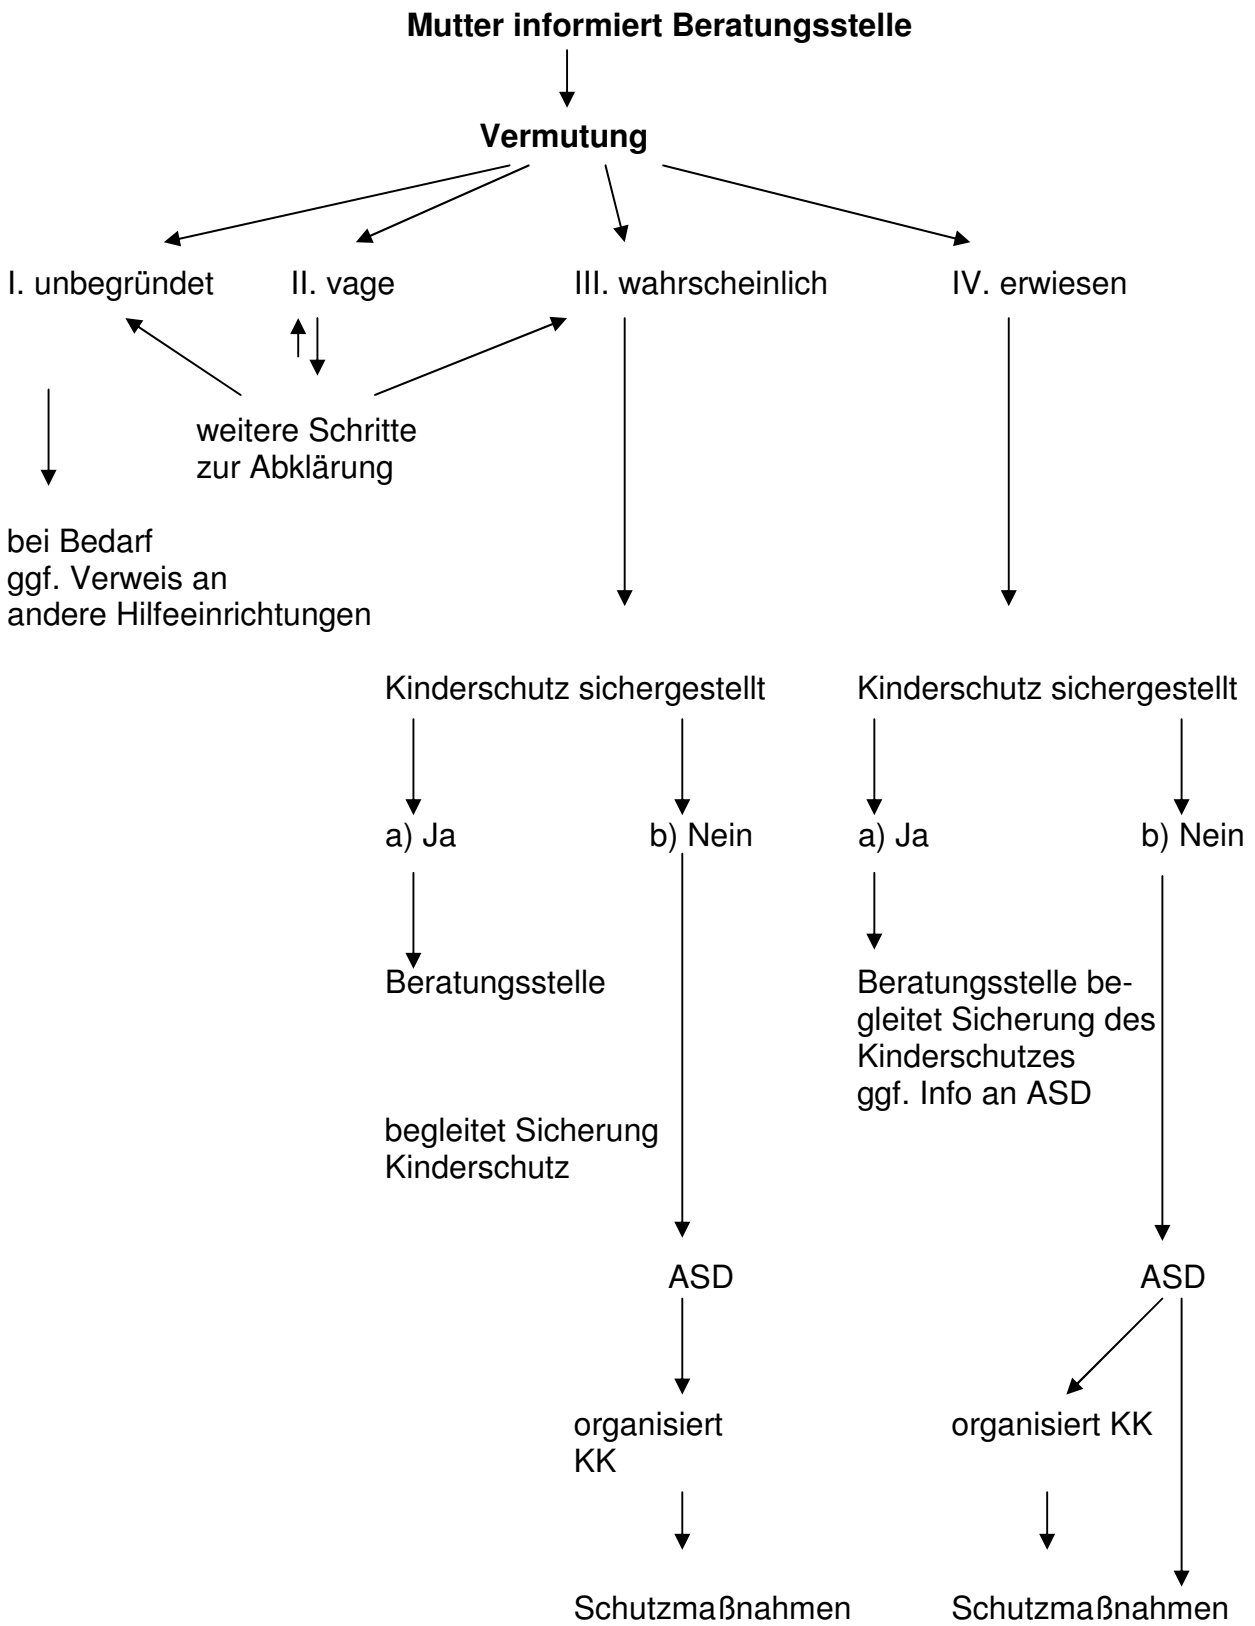 Mutter informiert Beratungsstelle
Vermutung
I. unbegründet
II. vage
III. wahrscheinlich
IV. erwiesen
weitere Schritte
zur Abklärung
bei Bedarf
ggf. Verweis an
andere Hilfeeinrichtungen
Kinderschutz sichergestellt
Kinderschutz sichergestellt
a) Ja
b) Nein
a) Ja
b) Nein
Beratungsstelle
begleitet Sicherung
Kinderschutz
Beratungsstelle be-
gleitet Sicherung des
Kinderschutzes
ggf. Info an ASD
ASD
ASD
organisiert
KK
organisiert KK
Schutzmaßnahmen
Schutzmaßnahmen